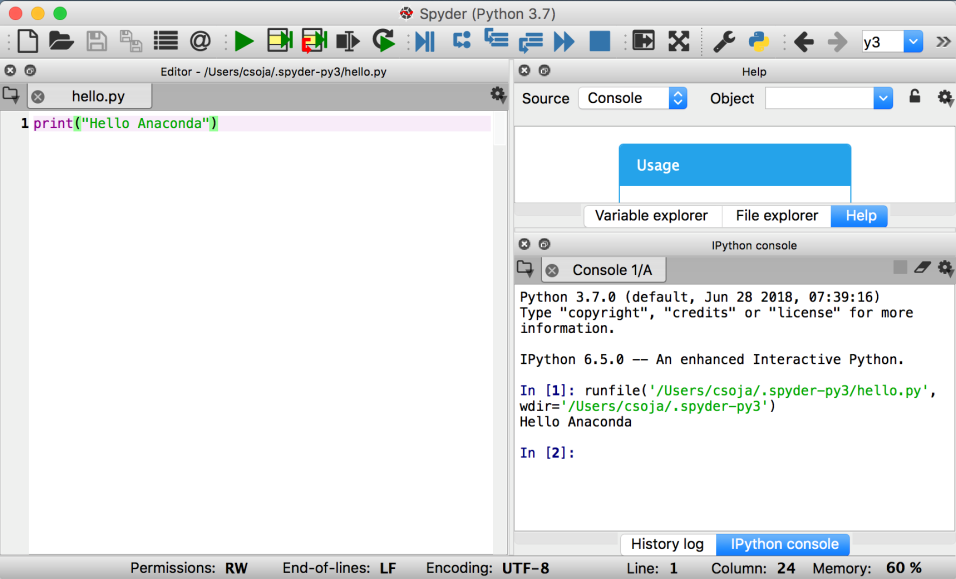 Spyder (Python 3.7)
@
y3
Editor - /Users/csoja/.spyder-py3/hello.py
hello.py
1 print("Hello Anaconda")
Help
Source Console Object
Usage
Variable explorer File explorer Help
IPython console
Console 1/A
Python 3.7.0 (default, Jun 28 2018, 07:39:16)
Type "copyright", "credits" or "license" for more
information.
IPython 6.5.0 -- An enhanced Interactive Python.
In [1]: runfile('/Users/csoja/.spyder-py3/hello.py',
wdir='/Users/csoja/.spyder-py3')
Hello Anaconda
In [2]:
History log IPython console
Permissions: RW End-of-lines: LF Encoding: UTF-8 Line: 1 Column: 24 Memory: 60 %